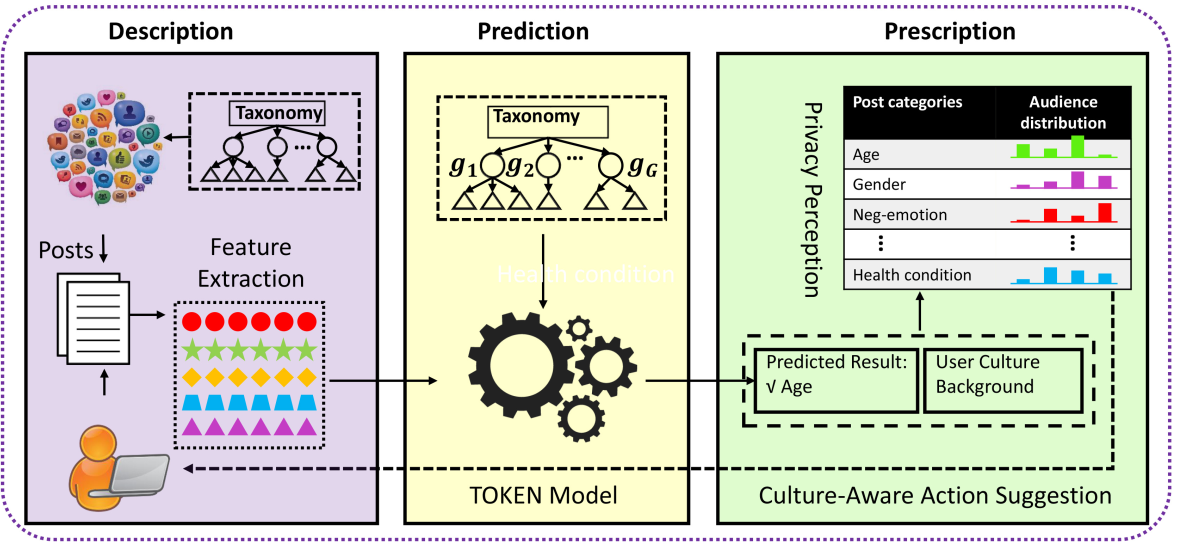 Description
Prediction
Prescription
Taxonomy
Posts
Feature
Extraction
Taxonomy
g1 g2 ... gG
Health condition
TOKEN Model
Privacy Perception
Post categories
Audience
distribution
Age
Gender
Neg-emotion
Health condition
Predicted Result:
√ Age
User Culture
Background
Culture-Aware Action Suggestion